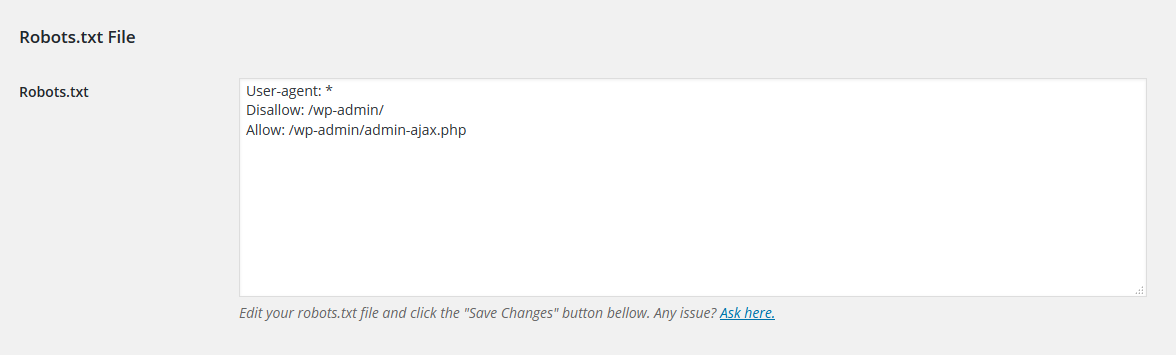 Robots.txt File
Robots.txt
User-agent: *
Disallow: /wp-admin/
Allow: /wp-admin/admin-ajax.php
Edit your robots.txt file and click the "Save Changes" button bellow. Any issue? Ask here.